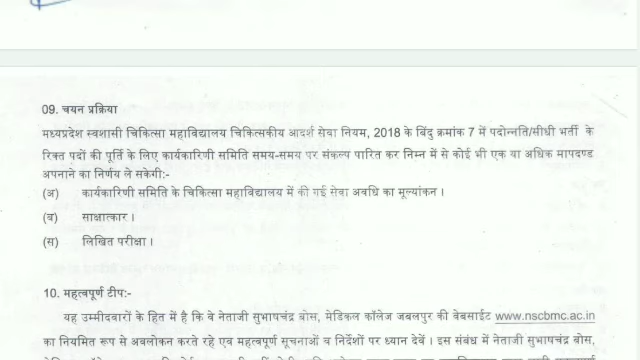 09. चयन प्रक्रिया
मध्यप्रदेश स्वशासी चिकित्सा महाविद्यालय चिकित्सकीय आदर्श सेवा नियम, 2018 के बिंदु क्रमांक 7 में पदोन्नति/सीधी भर्ती के
रिक्त पदों की पूर्ति के लिए कार्यकारिणी समिति समय-समय पर संकल्प पारित कर निम्न में से कोई भी एक या अधिक मापदण्ड
अपनाने का निर्णय ले सकेगी:-
(अ) कार्यकारिणी समिति के चिकित्सा महाविद्यालय में की गई सेवा अवधि का मूल्यांकन ।
(ब) साक्षात्कार ।
(स) लिखित परीक्षा ।
10. महत्वपूर्ण टीप:-
यह उम्मीदवारों के हित में है कि वे नेताजी सुभाषचंद्र बोस, मेडिकल कॉलेज जबलपुर की वेबसाईट www.nscbmc.ac.in
का नियमित रूप से अवलोकन करते रहे एव महत्वपूर्ण सूचनाओं व निर्देशों पर ध्यान देवें । इस संबंध में नेताजी सुभाषचंद्र बोस,